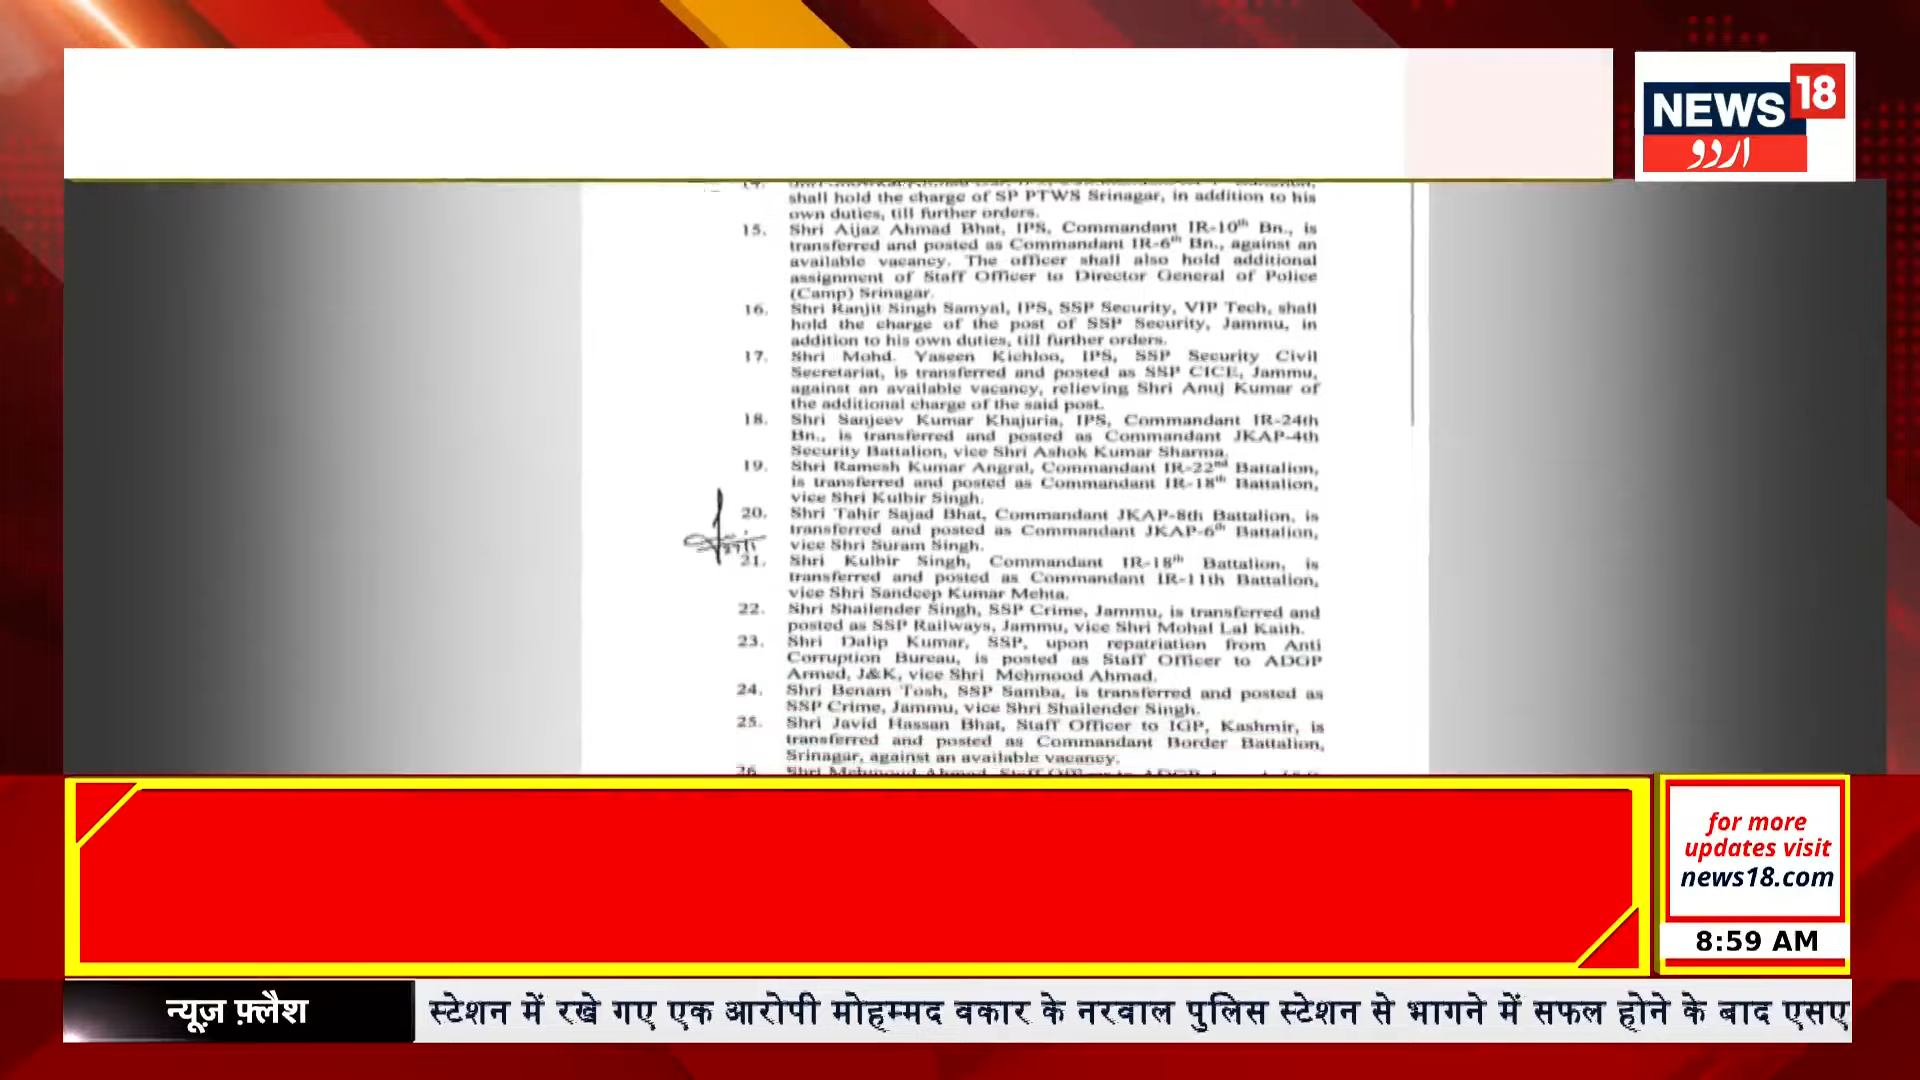 NEWS 18
اردو
shall hold the charge of SP PTWS Srinagar, in addition to his
own duties, till further orders.
15. Shri Aijaz Ahmad Bhat, IPS, Commandant IR-10th Bn., is
transferred and posted as Commandant IR-6th Bn., against an
available vacancy. The officer shall also hold additional
assignment of Staff Officer to Director General of Police
(Camp) Srinagar.
16. Shri Ranjit Singh Samyal, IPS, SSP Security, VIP Tech, shall
hold the charge of the post of SSP Security, Jammu, in
addition to his own duties, till further orders.
17. Shri Mohd. Yaseen Kichloo, IPS, SSP Security Civil
Secretariat, is transferred and posted as SSP CICE, Jammu,
against an available vacancy, relieving Shri Anuj Kumar of
the additional charge of the said post.
18. Shri Sanjeev Kumar Khajuria, IPS, Commandant IR-24th
Bn., is transferred and posted as Commandant JKAP-4th
Security Battalion, vice Shri Ashok Kumar Sharma.
19. Shri Ramesh Kumar Angral, Commandant IR-22nd Battalion,
is transferred and posted as Commandant IR-18th Battalion,
vice Shri Kulbir Singh.
20. Shri Tahir Sajad Bhat, Commandant JKAP-8th Battalion, is
transferred and posted as Commandant JKAP-6th Battalion,
vice Shri Suram Singh.
21. Shri Kulbir Singh, Commandant IR-18th Battalion, is
transferred and posted as Commandant IR-11th Battalion,
vice Shri Sandeep Kumar Mehta.
22. Shri Shailender Singh, SSP Crime, Jammu, is transferred and
posted as SSP Railways, Jammu, vice Shri Mohal Lal Kaith.
23. Shri Dalip Kumar, SSP, upon repatriation from Anti
Corruption Bureau, is posted as Staff Officer to ADGP
Armed, J&K, vice Shri Mehmood Ahmad.
24. Shri Benam Tosh, SSP Samba, is transferred and posted as
SSP Crime, Jammu, vice Shri Shailender Singh.
25. Shri Javid Hassan Bhat, Staff Officer to IGP, Kashmir, is
transferred and posted as Commandant Border Battalion,
Srinagar, against an available vacancy.
for more
updates visit
news18.com
8:59 AM
न्यूज़ फ़्लैश
स्टेशन में रखे गए एक आरोपी मोहम्मद वकार के नरवाल पुलिस स्टेशन से भागने में सफल होने के बाद एसए